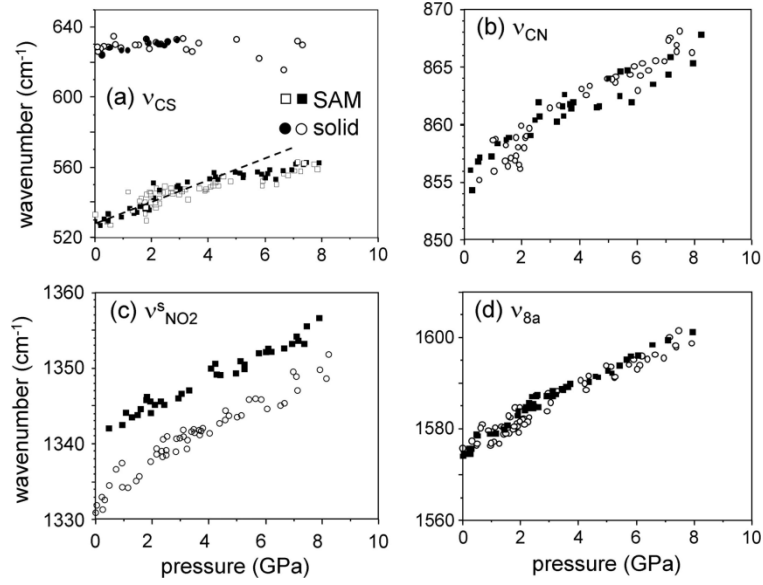 640
600
560
520
0 2 4 6 8 10
wavenumber (cm⁻¹)
(a) νCS
SAM
solid
870
865
860
855
850
0 2 4 6 8 10
(b) νCN
1360
1350
1340
1330
0 2 4 6 8 10
wavenumber (cm⁻¹)
(c) νˢNO2
pressure (GPa)
1600
1580
1560
0 2 4 6 8 10
(d) ν8a
pressure (GPa)